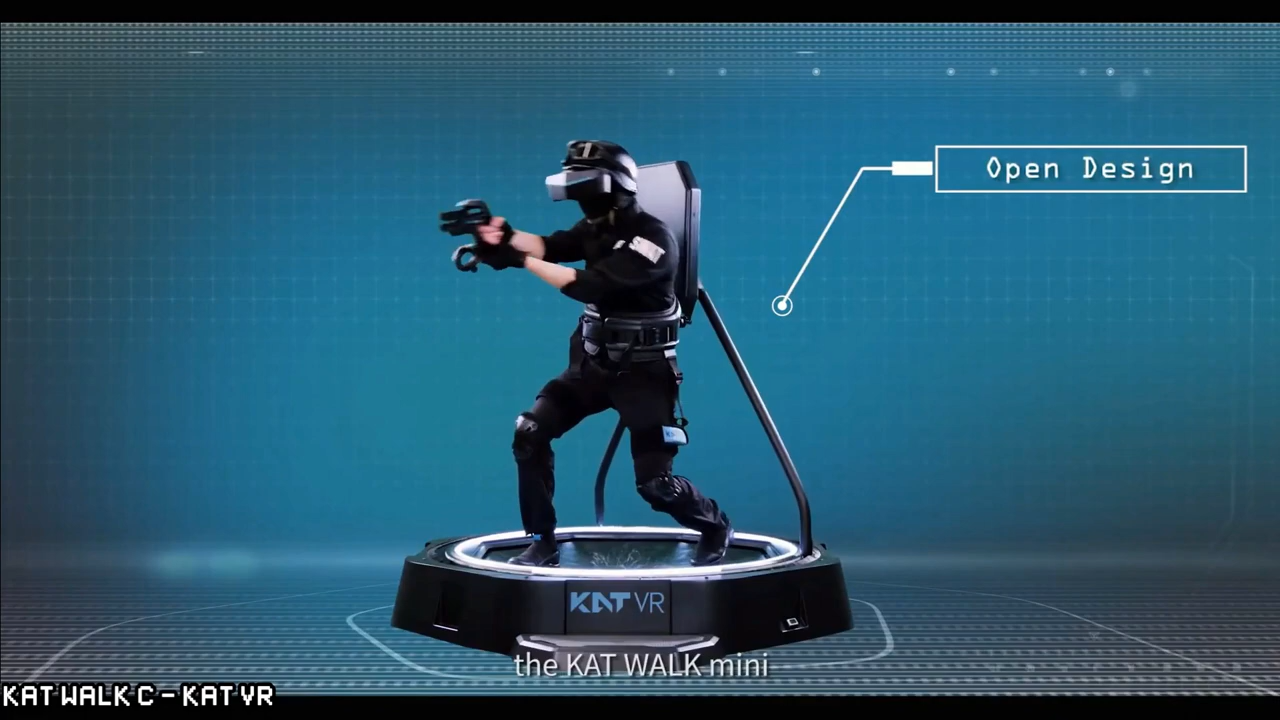 Open Design
KAT VR
the KAT WALK mini
KAT WALK C - KAT VR